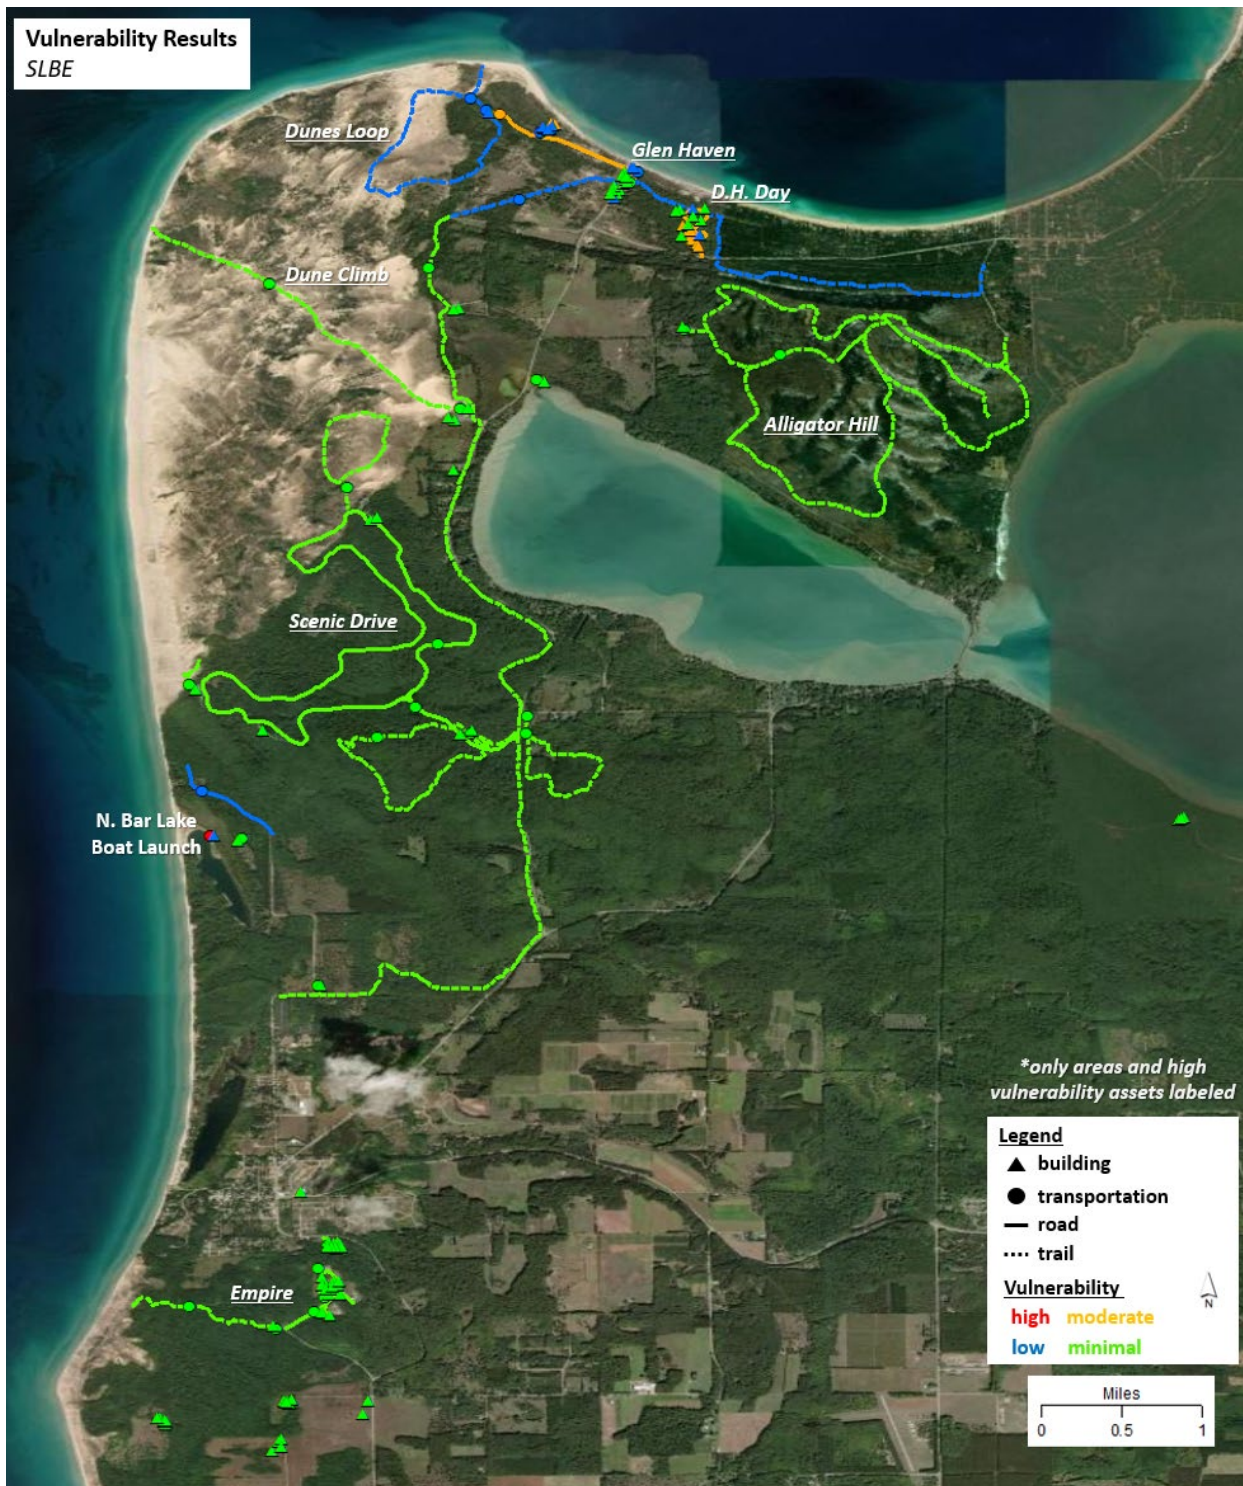 Vulnerability Results
SLBE
Dunes Loop
Glen Haven
D.H. Day
Dune Climb
Alligator Hill
Scenic Drive
N. Bar Lake
Boat Launch
Empire
*only areas and high
vulnerability assets labeled
Legend
building
transportation
road
trail
Vulnerability
high moderate
low minimal
N
Miles
0 0.5 1